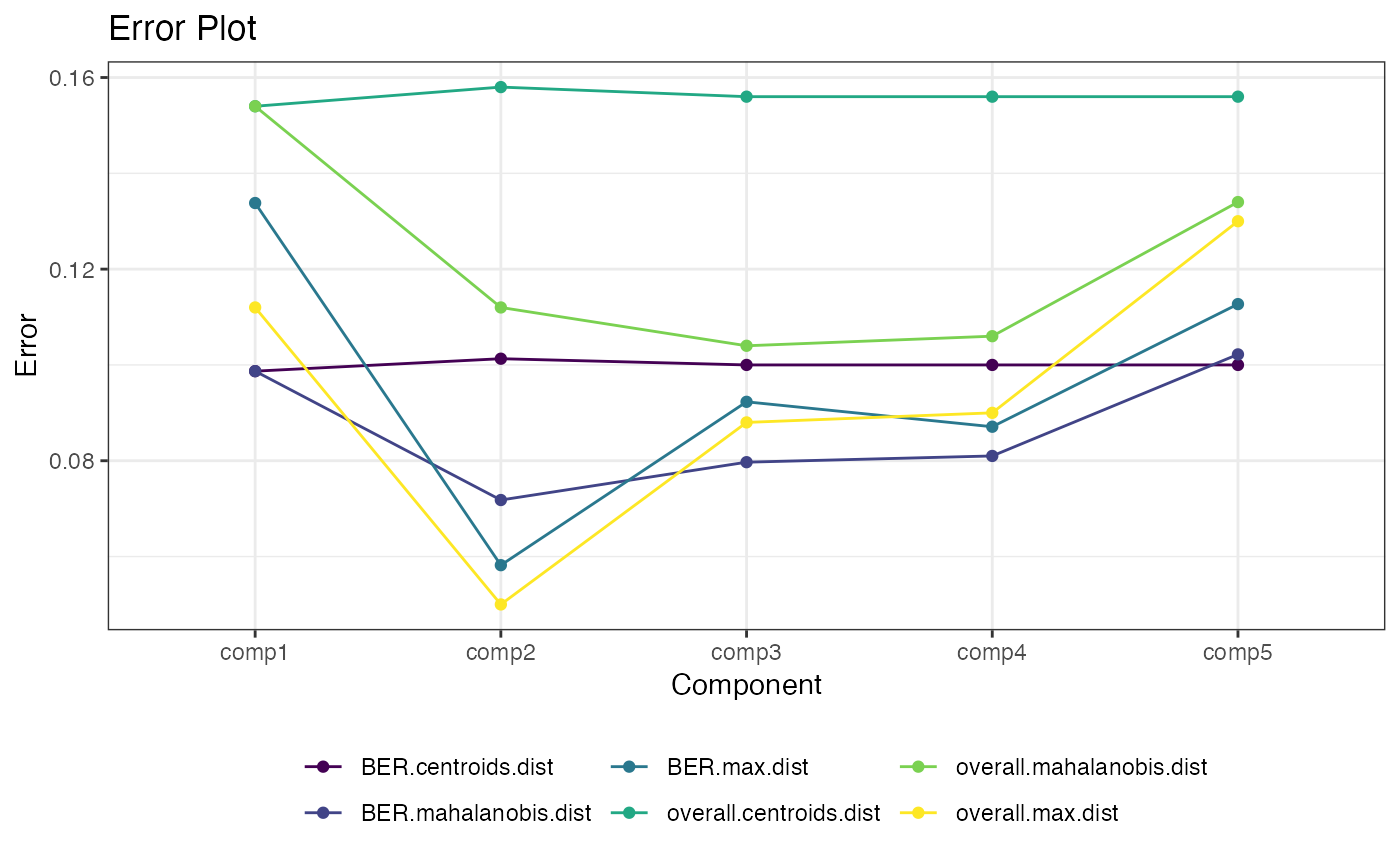 Error Plot
0.16
0.12
0.08
Error
comp1 comp2 comp3 comp4 comp5
Component
BER.centroids.dist BER.max.dist overall.mahalanobis.dist
BER.mahalanobis.dist overall.centroids.dist overall.max.dist